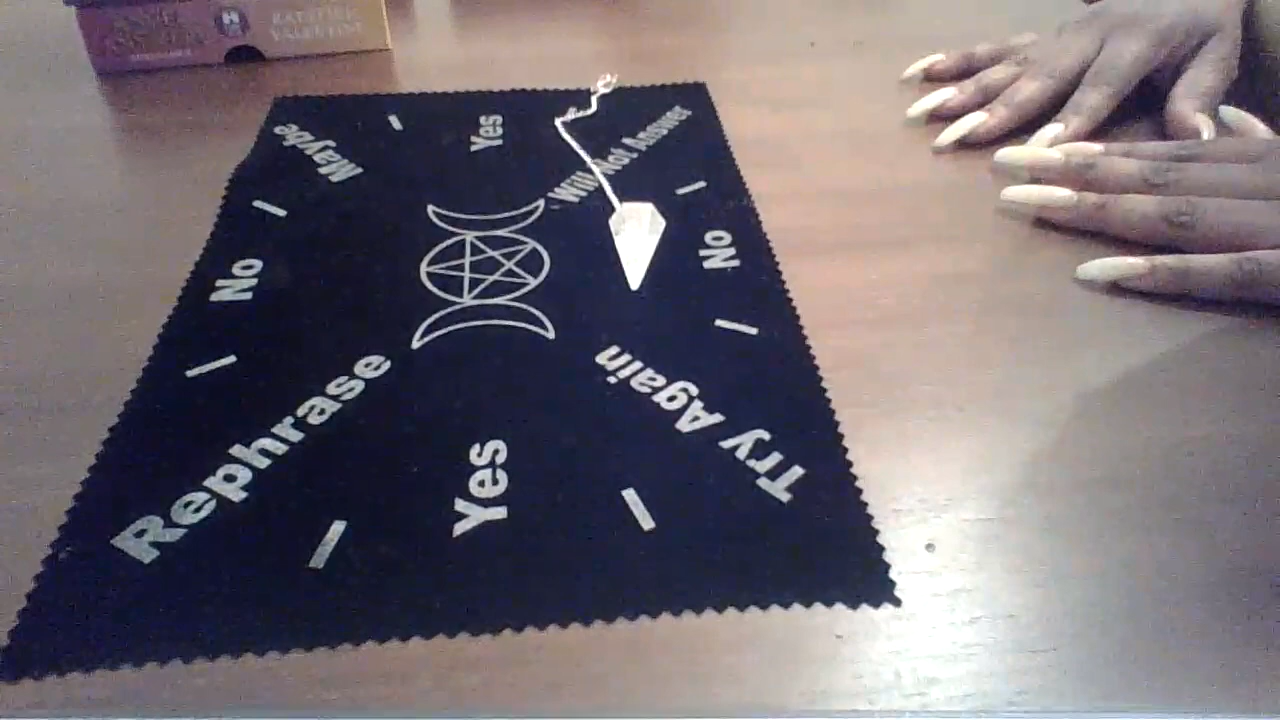 Maybe
Yes
Will Not Answer
No
No
Rephrase
Yes
Try Again